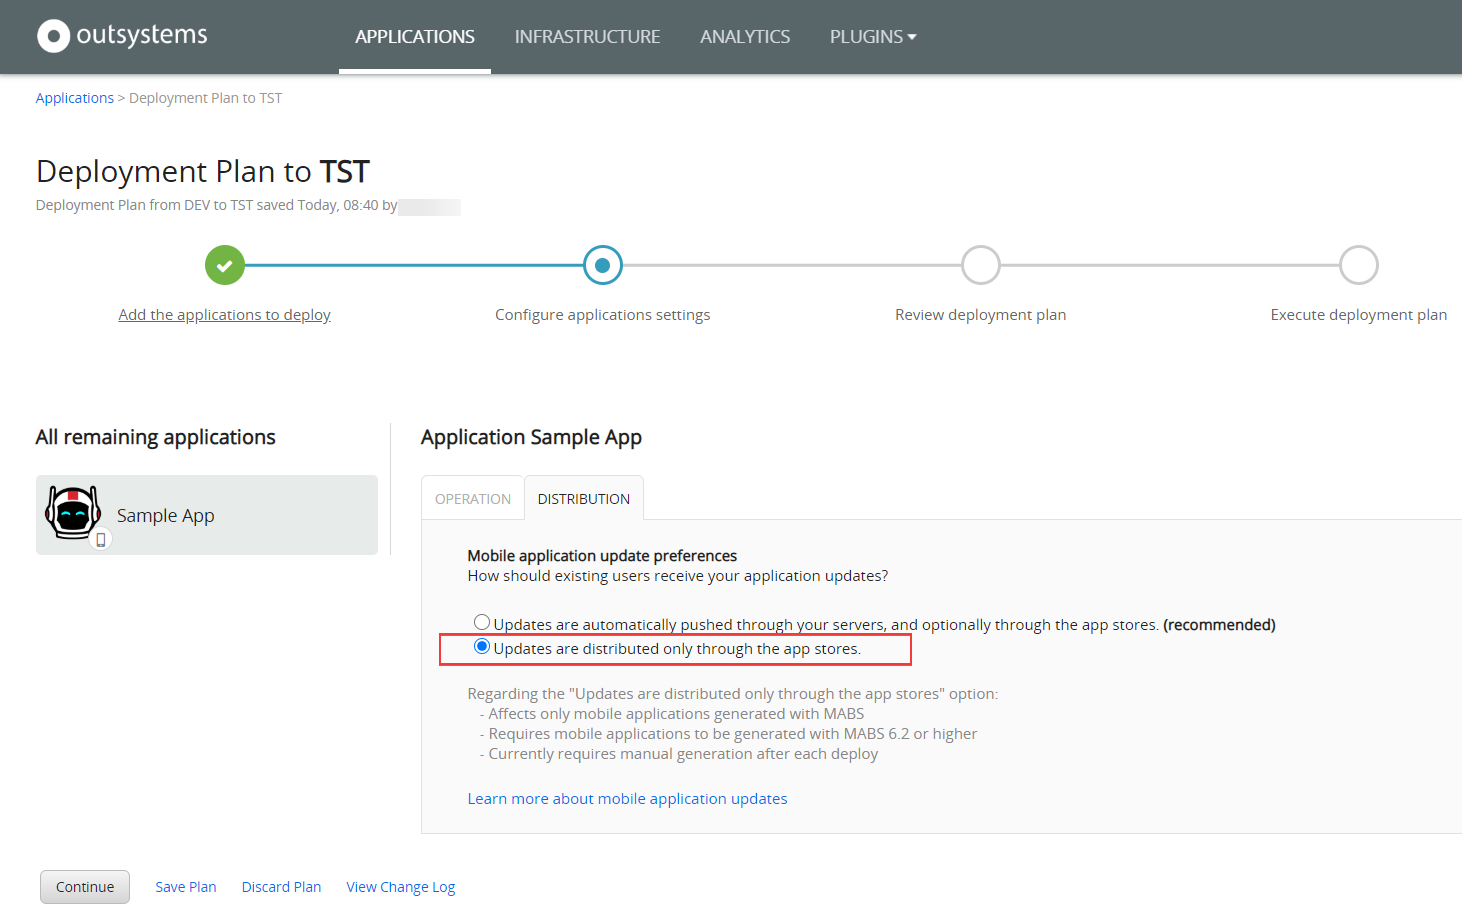 outsystems
APPLICATIONS INFRASTRUCTURE ANALYTICS PLUGINS
Applications > Deployment Plan to TST
Deployment Plan to TST
Deployment Plan from DEV to TST saved Today, 08:40 by
Add the applications to deploy
Configure applications settings
Review deployment plan
Execute deployment plan
All remaining applications
Sample App
Application Sample App
OPERATION DISTRIBUTION
Mobile application update preferences
How should existing users receive your application updates?
Updates are automatically pushed through your servers, and optionally through the app stores. (recommended)
Updates are distributed only through the app stores.
Regarding the "Updates are distributed only through the app stores" option:
- Affects only mobile applications generated with MABS
- Requires mobile applications to be generated with MABS 6.2 or higher
- Currently requires manual generation after each deploy
Learn more about mobile application updates
Continue Save Plan Discard Plan View Change Log